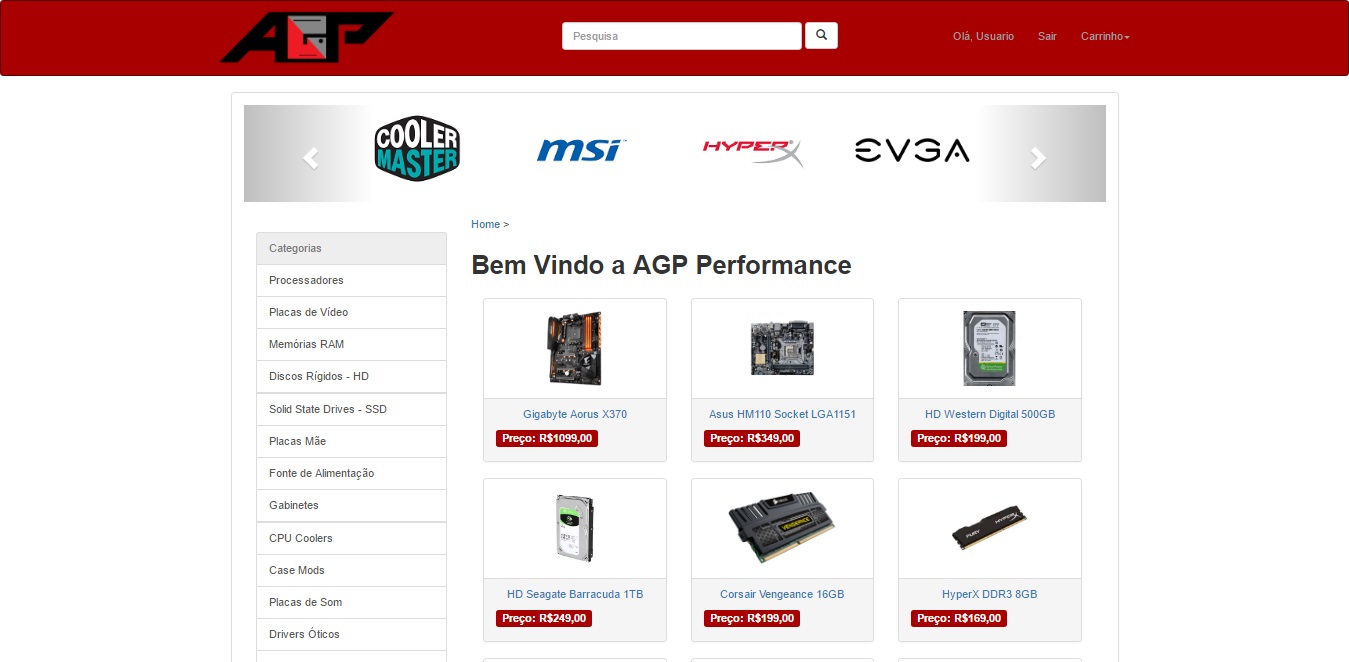 AGP
Pesquisa
Olá, Usuario
Sair
Carrinho
COOLER
MASTER
msi
HYPERX
EVGA
Home >
Categorias
Processadores
Placas de Vídeo
Memórias RAM
Discos Rígidos - HD
Solid State Drives - SSD
Placas Mãe
Fonte de Alimentação
Gabinetes
CPU Coolers
Case Mods
Placas de Som
Drivers Óticos
Bem Vindo a AGP Performance
Gigabyte Aorus X370
Preço: R$1099,00
Asus HM110 Socket LGA1151
Preço: R$349,00
HD Western Digital 500GB
Preço: R$199,00
HD Seagate Barracuda 1TB
Preço: R$249,00
VENGEANCE
Corsair Vengeance 16GB
Preço: R$199,00
FURY
HYPERX
HyperX DDR3 8GB
Preço: R$169,00